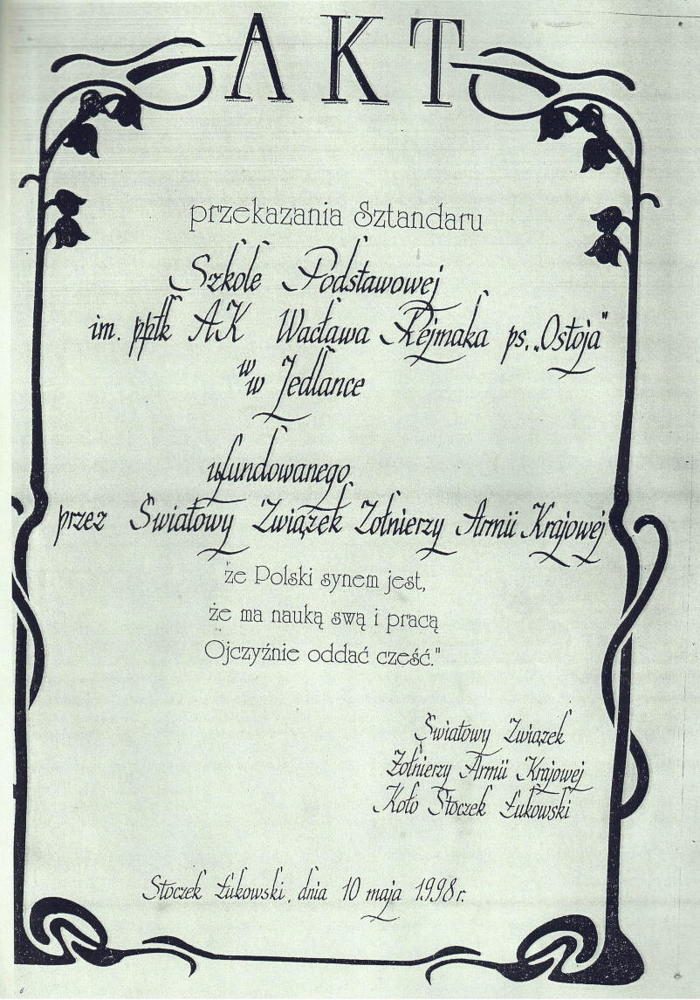 AKT
przekazania Sztandaru
Szkole Podstawowej
im. ppłk AK Wacława Rejmaka ps. „Ostoja"
w
w Jedlance
ufundowanego
przez Światowy Związek Żołnierzy Armii Krajowej
że Polski synem jest,
że ma nauką swą i pracą
Ojczyźnie oddać cześć."
Światowy Związek
Żołnierzy Armii Krajowej
Koło Stoczek Łukowski
Stoczek Łukowski, dnia 10 maja 1998 r.
6